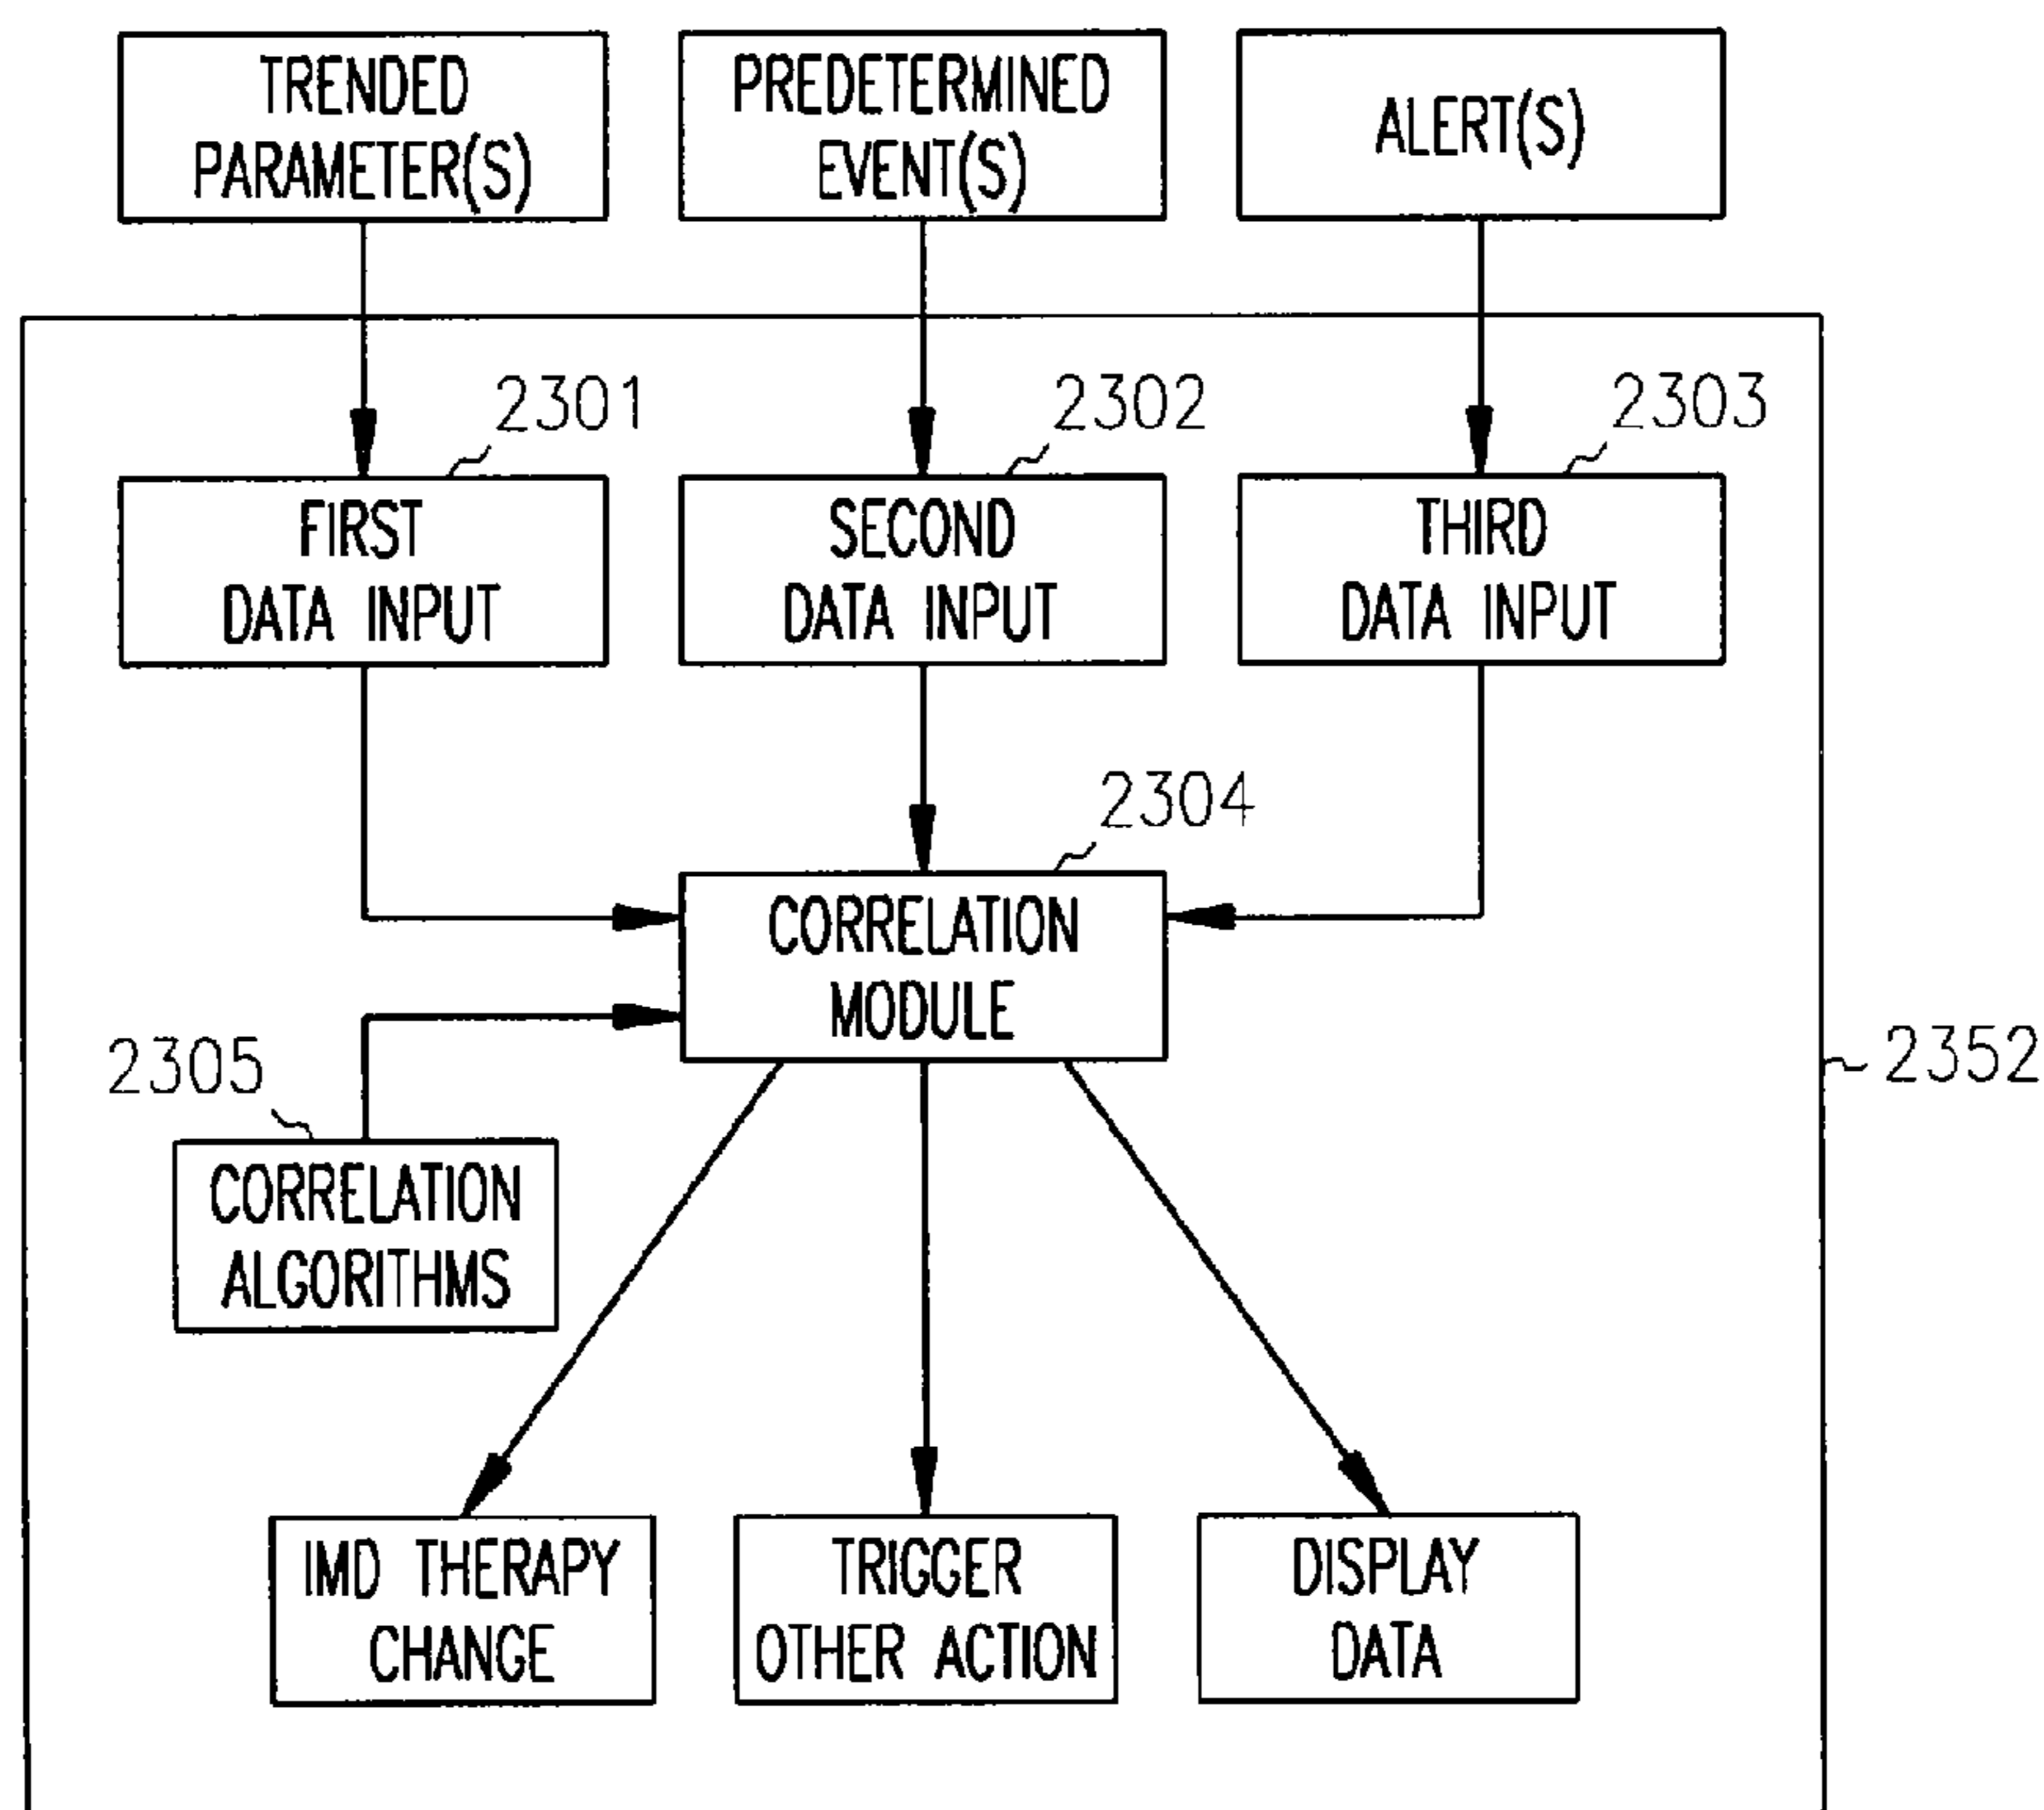 TRENDED
PARAMETER(S)
PREDETERMINED
EVENT(S)
ALERT(S)
2301
2302
2303
FIRST
DATA INPUT
SECOND
DATA INPUT
THIRD
DATA INPUT
2304
CORRELATION
MODULE
2305
2352
CORRELATION
ALGORITHMS
IMD THERAPY
CHANGE
TRIGGER
OTHER ACTION
DISPLAY
DATA